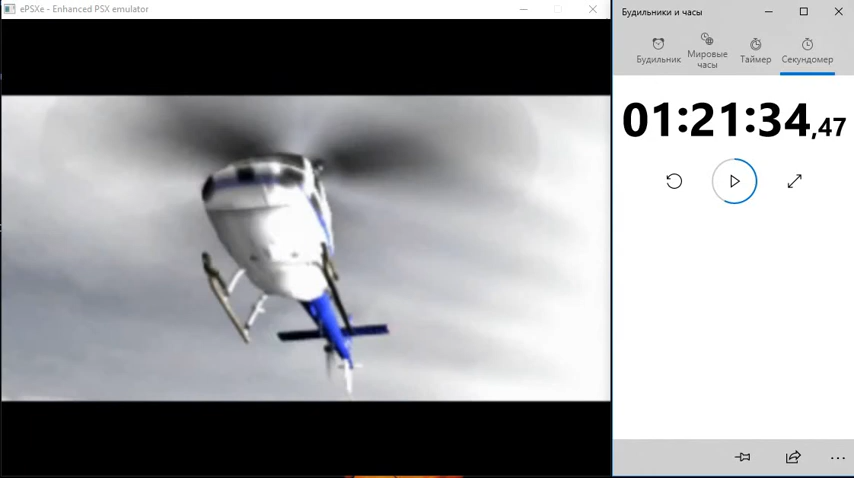 ePSXe - Enhanced PSX emulator
Будильники и часы
Будильник
Мировые
часы
Таймер
Секундомер
01:21:34,47